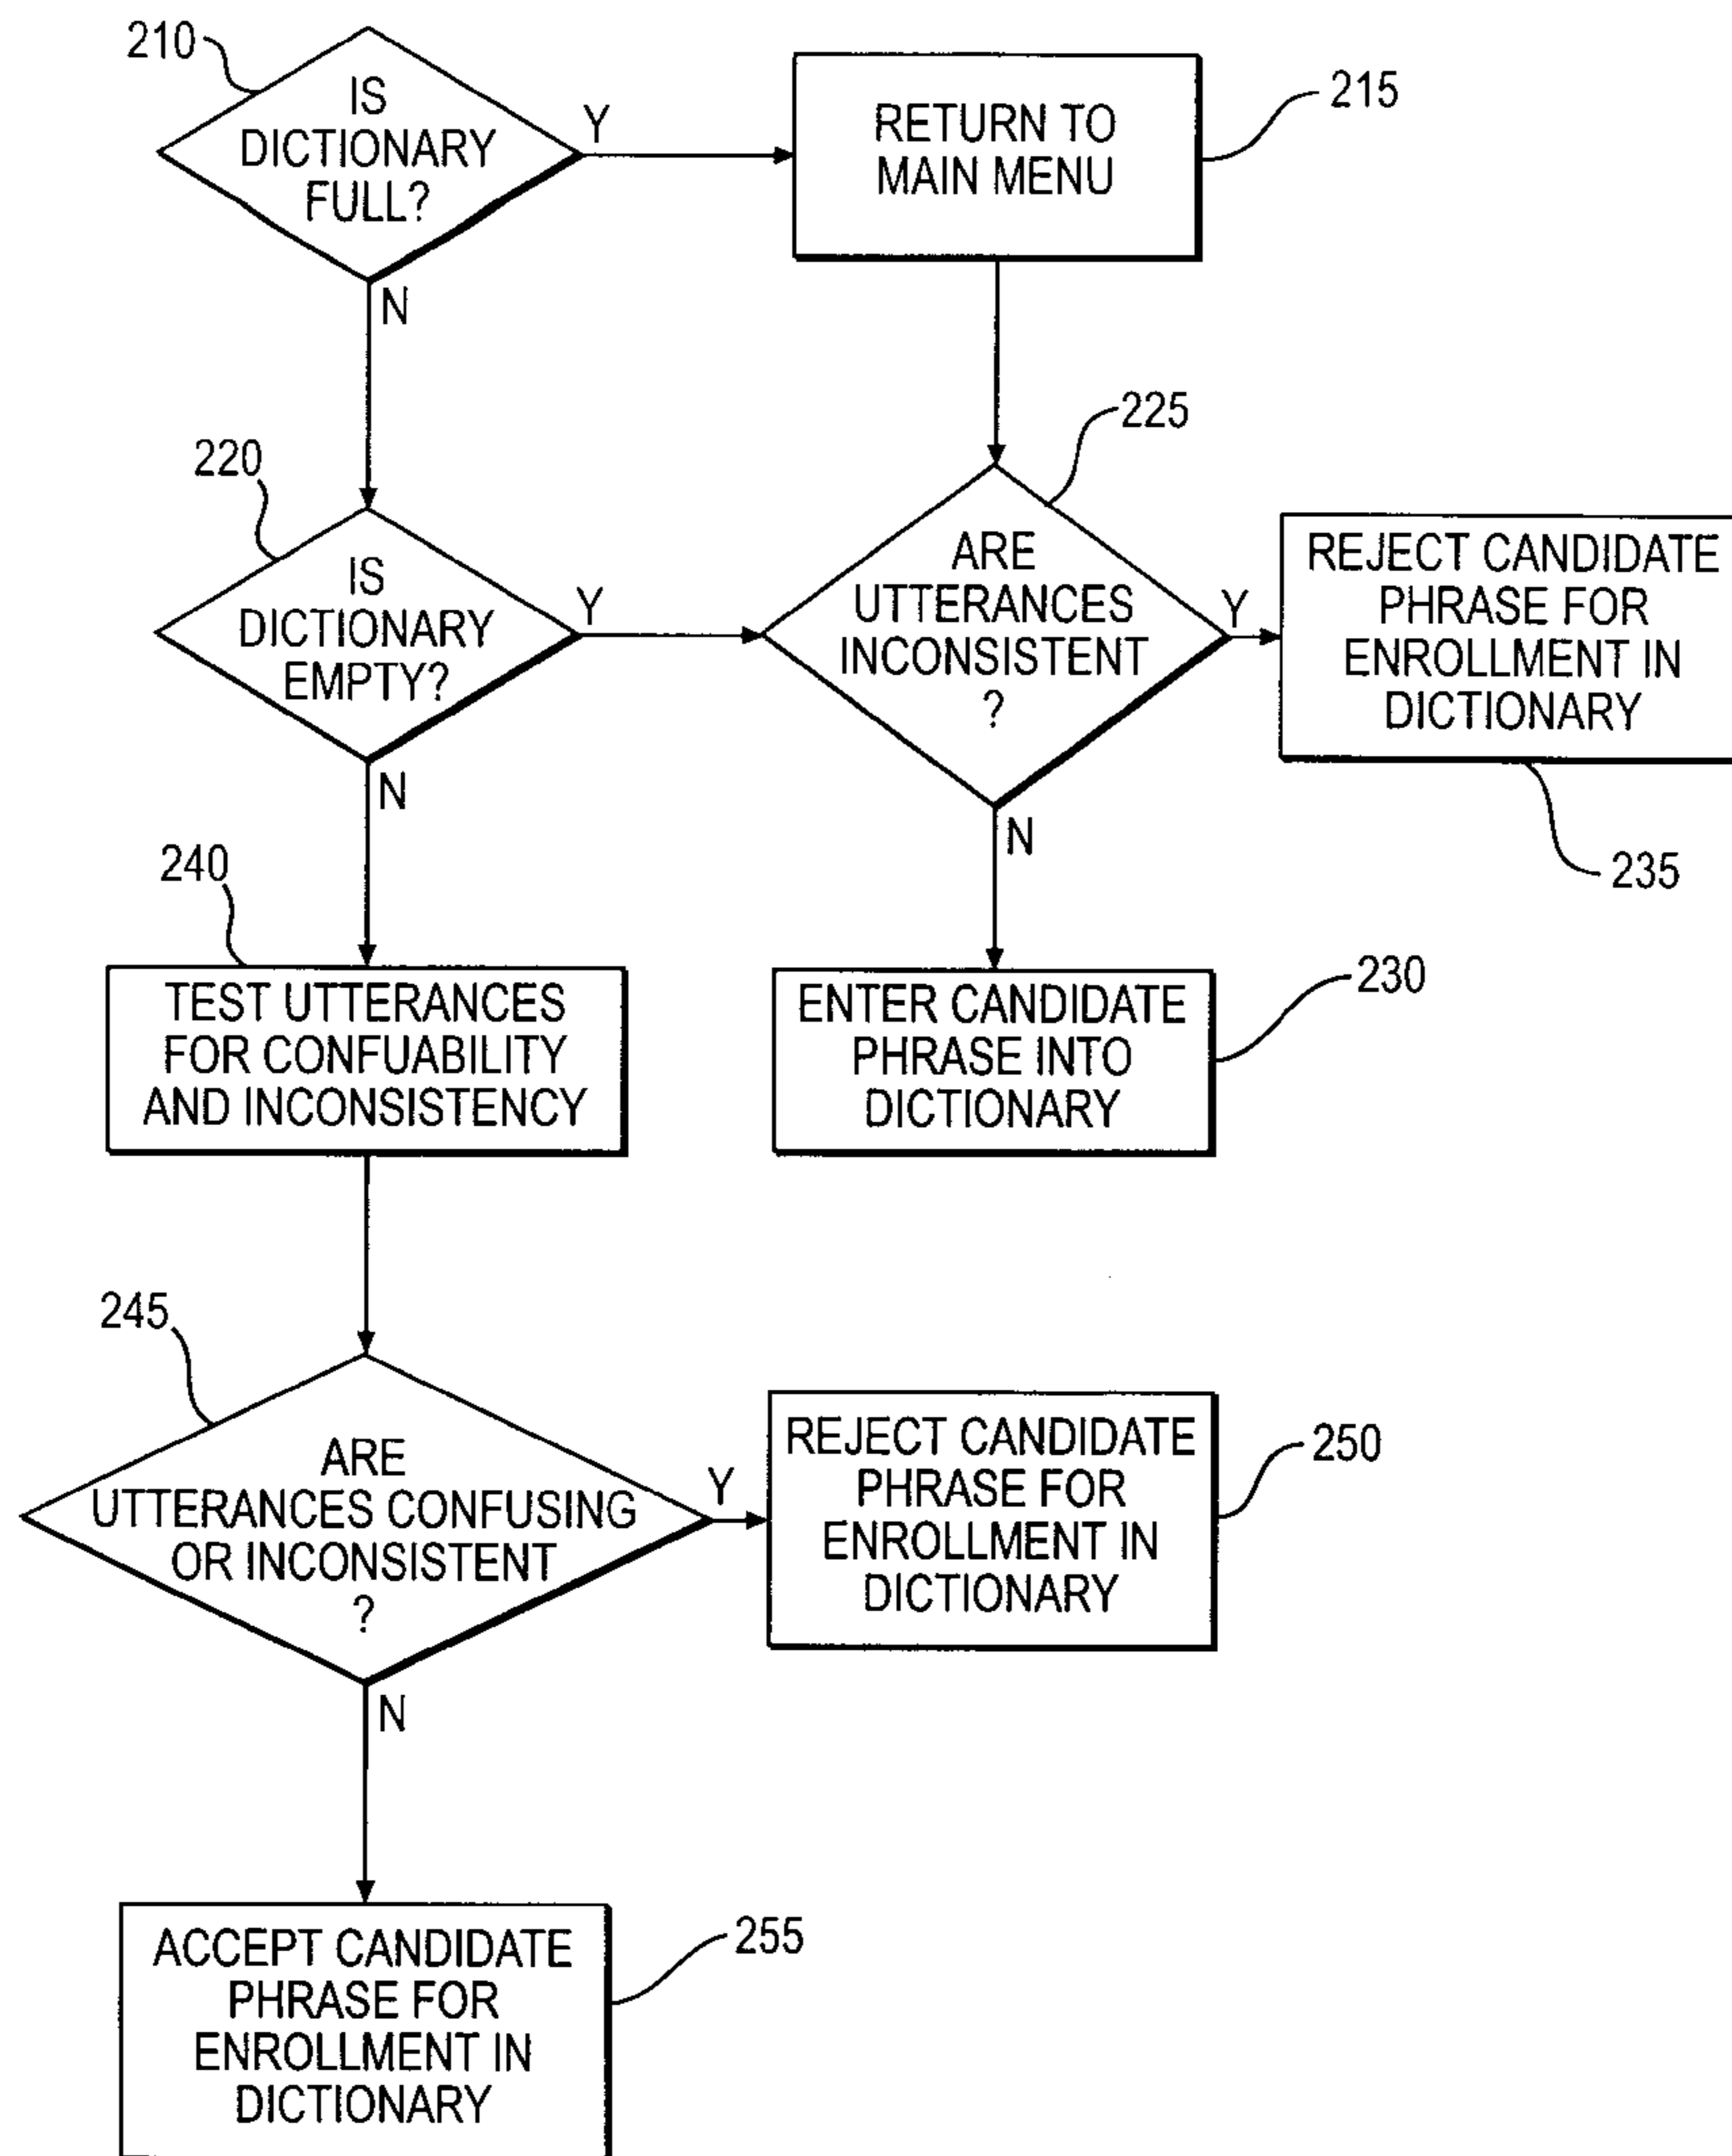 210
IS
DICTIONARY
FULL?
Y
N
RETURN TO
MAIN MENU
215
220
IS
DICTIONARY
EMPTY?
Y
N
225
ARE
UTTERANCES
INCONSISTENT
?
Y
N
REJECT CANDIDATE
PHRASE FOR
ENROLLMENT IN
DICTIONARY
235
240
TEST UTTERANCES
FOR CONFUABILITY
AND INCONSISTENCY
ENTER CANDIDATE
PHRASE INTO
DICTIONARY
230
245
ARE
UTTERANCES CONFUSING
OR INCONSISTENT
?
Y
N
REJECT CANDIDATE
PHRASE FOR
ENROLLMENT IN
DICTIONARY
250
ACCEPT CANDIDATE
PHRASE FOR
ENROLLMENT IN
DICTIONARY
255